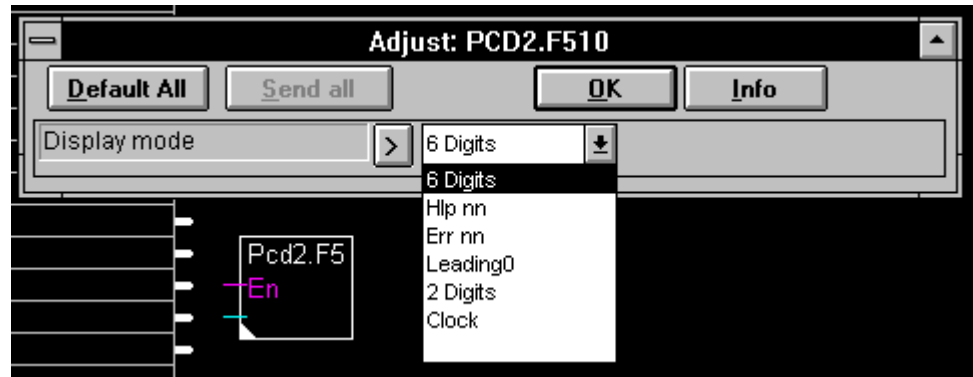 Adjust: PCD2.F510
Default All Send all OK Info
Display mode > 6 Digits
6 Digits
Hlp nn
Err nn
Leading0
2 Digits
Clock
Pcd2.F5
En